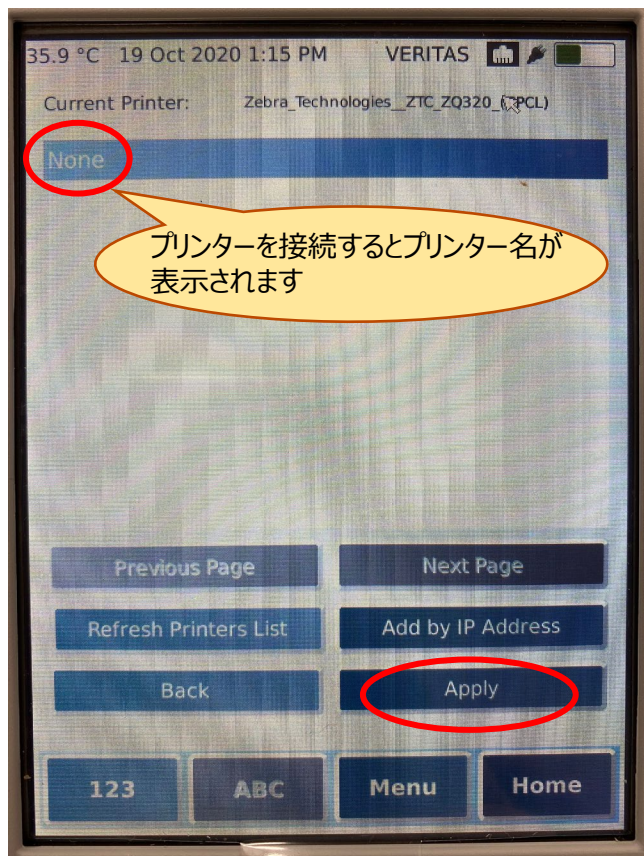 35.9 °C 19 Oct 2020 1:15 PM VERITAS
Current Printer: Zebra_Technologies__ZTC_ZQ320_(CPCL)
None
プリンターを接続するとプリンター名が
表示されます
Previous Page Next Page
Refresh Printers List Add by IP Address
Back Apply
123 ABC Menu Home